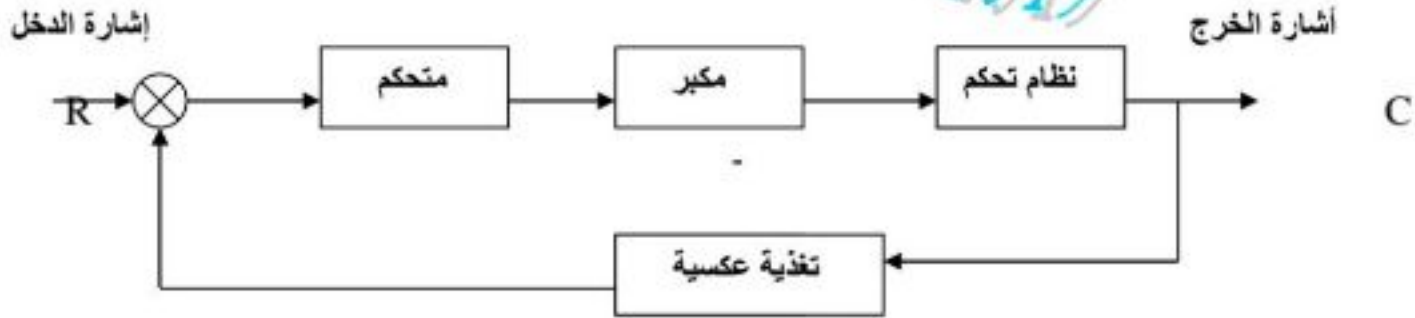 إشارة الدخل
أشارة الخرج
R
متحكم
مكبر
نظام تحكم
C
-
تغذية عكسية